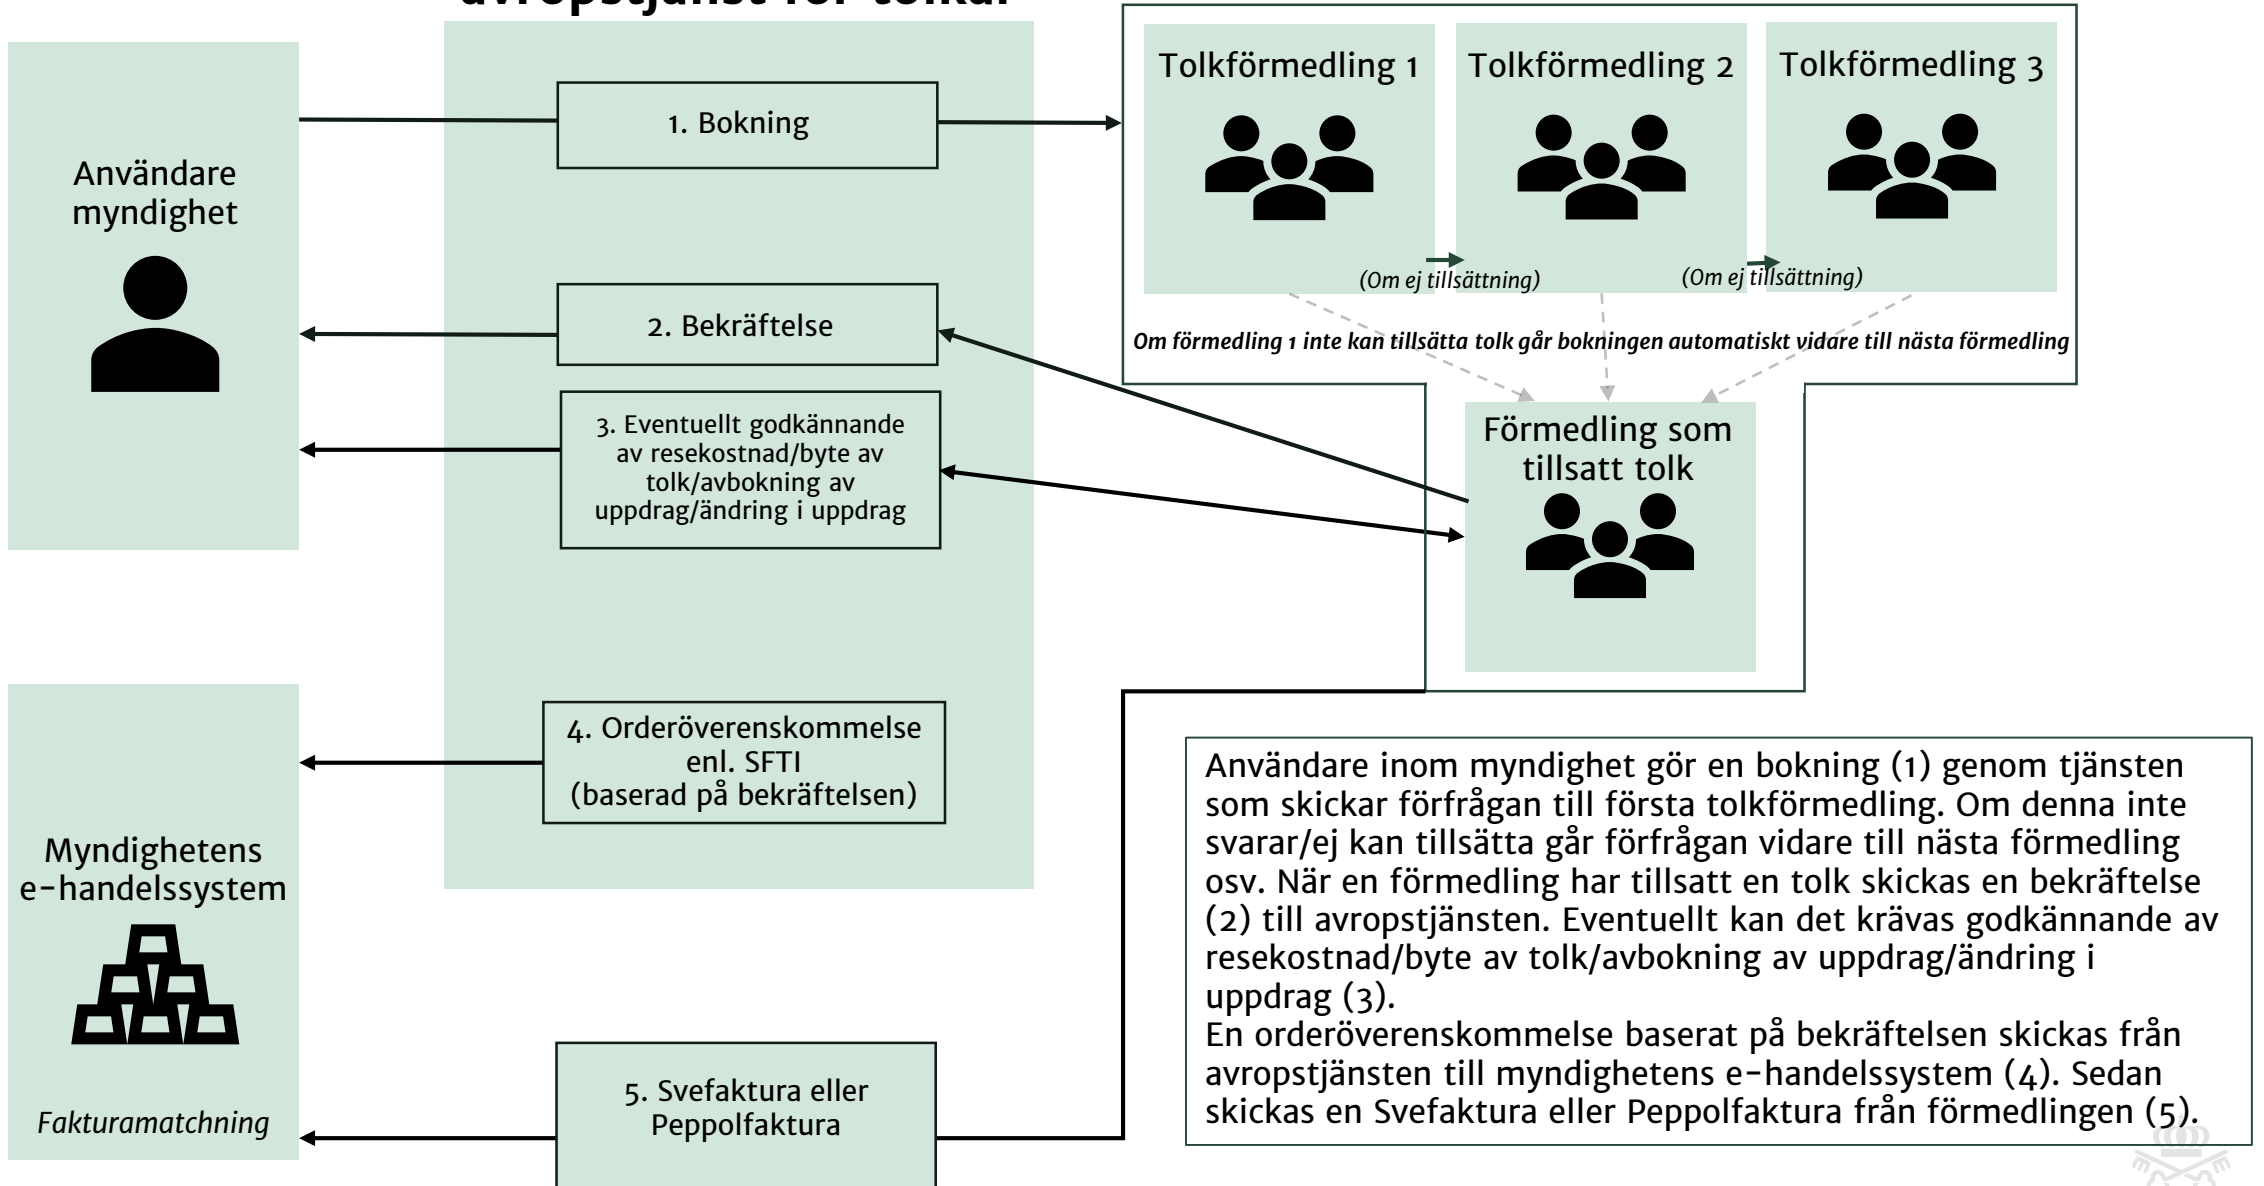 avropstjänst för tolkar
Användare
myndighet
1. Bokning
2. Bekräftelse
3. Eventuellt godkännande
av resekostnad/byte av
tolk/avbokning av
uppdrag/ändring i uppdrag
Tolkförmedling 1
Tolkförmedling 2
Tolkförmedling 3
(Om ej tillsättning)
(Om ej tillsättning)
Om förmedling 1 inte kan tillsätta tolk går bokningen automatiskt vidare till nästa förmedling
Förmedling som
tillsatt tolk
Myndighetens
e-handelssystem
Fakturamatchning
4. Orderöverenskommelse
enl. SFTI
(baserad på bekräftelsen)
5. Svefaktura eller
Peppolfaktura
Användare inom myndighet gör en bokning (1) genom tjänsten
som skickar förfrågan till första tolkförmedling. Om denna inte
svarar/ej kan tillsätta går förfrågan vidare till nästa förmedling
osv. När en förmedling har tillsatt en tolk skickas en bekräftelse
(2) till avropstjänsten. Eventuellt kan det krävas godkännande av
resekostnad/byte av tolk/avbokning av uppdrag/ändring i
uppdrag (3).
En orderöverenskommelse baserat på bekräftelsen skickas från
avropstjänsten till myndighetens e-handelssystem (4). Sedan
skickas en Svefaktura eller Peppolfaktura från förmedlingen (5).